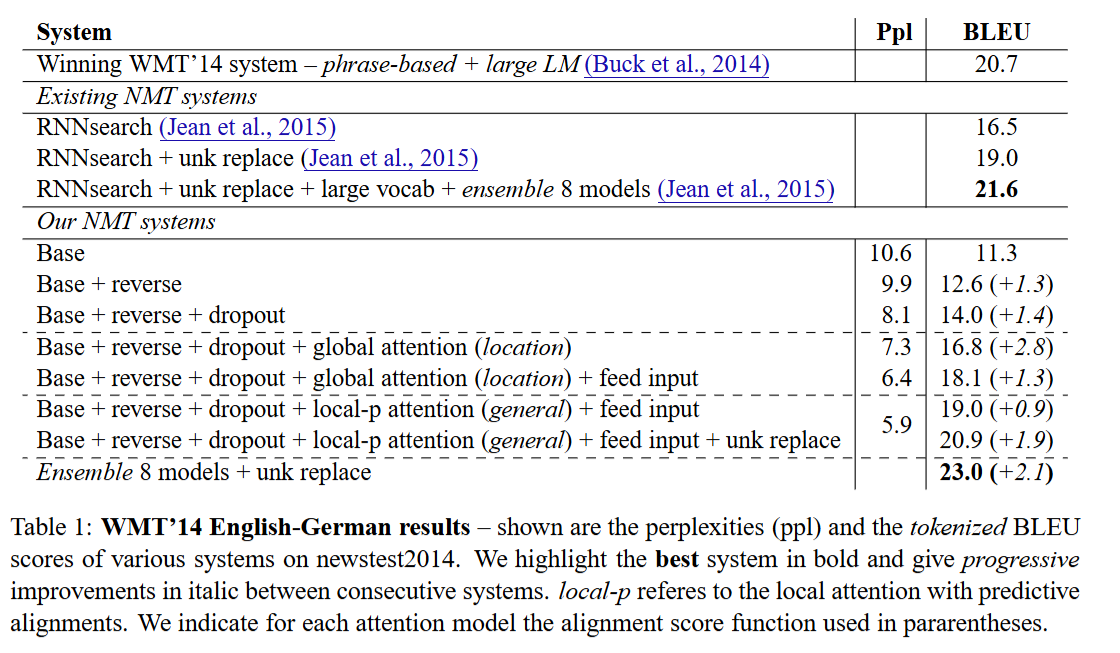 System Ppl BLEU
Winning WMT’14 system – phrase-based + large LM (Buck et al., 2014) 20.7
Existing NMT systems
RNNsearch (Jean et al., 2015) 16.5
RNNsearch + unk replace (Jean et al., 2015) 19.0
RNNsearch + unk replace + large vocab + ensemble 8 models (Jean et al., 2015) 21.6
Our NMT systems
Base 10.6 11.3
Base + reverse 9.9 12.6 (+1.3)
Base + reverse + dropout 8.1 14.0 (+1.4)
Base + reverse + dropout + global attention (location) 7.3 16.8 (+2.8)
Base + reverse + dropout + global attention (location) + feed input 6.4 18.1 (+1.3)
Base + reverse + dropout + local-p attention (general) + feed input 5.9 19.0 (+0.9)
Base + reverse + dropout + local-p attention (general) + feed input + unk replace 20.9 (+1.9)
Ensemble 8 models + unk replace 23.0 (+2.1)
Table 1: WMT’14 English-German results – shown are the perplexities (ppl) and the tokenized BLEU
scores of various systems on newstest2014. We highlight the best system in bold and give progressive
improvements in italic between consecutive systems. local-p referes to the local attention with predictive
alignments. We indicate for each attention model the alignment score function used in pararentheses.